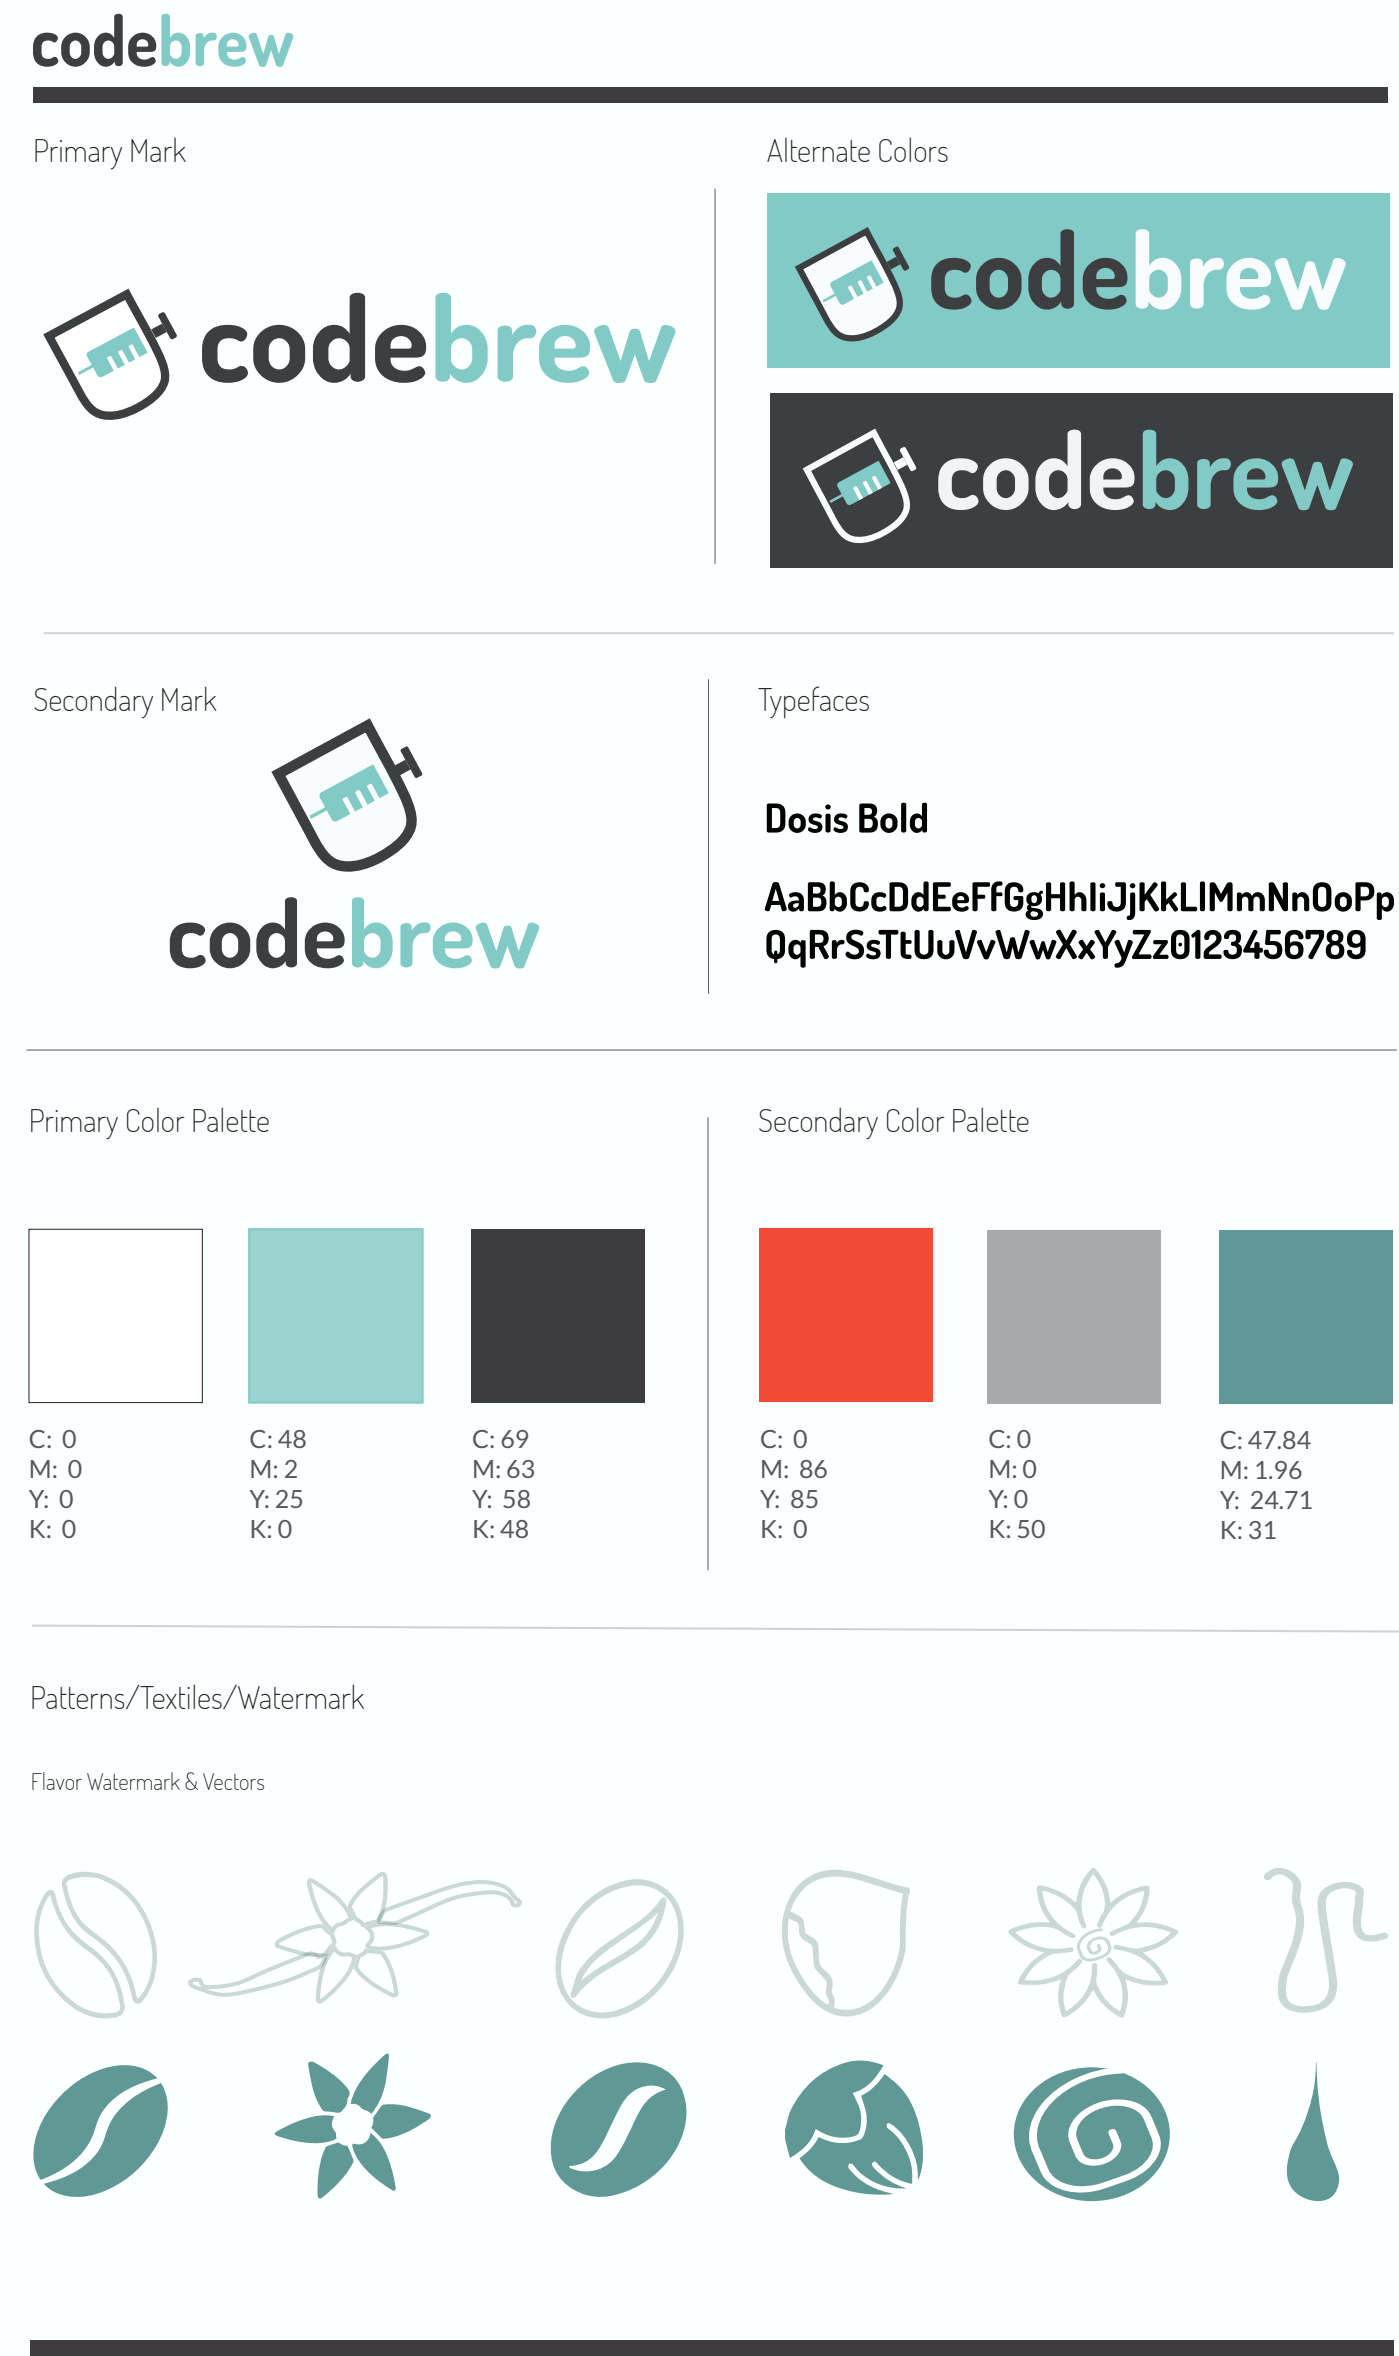 codebrew
Primary Mark
Alternate Colors
codebrew
codebrew
codebrew
Secondary Mark
codebrew
Typefaces
Dosis Bold
AaBbCcDdEeFfGgHhIiJjKkLlMmNnOoPp
QqRrSsTtUuVvWwXxYyZz0123456789
Primary Color Palette
C: 0
M: 0
Y: 0
K: 0
C: 48
M: 2
Y: 25
K: 0
C: 69
M: 63
Y: 58
K: 48
Secondary Color Palette
C: 0
M: 86
Y: 85
K: 0
C: 0
M: 0
Y: 0
K: 50
C: 47.84
M: 1.96
Y: 24.71
K: 31
Patterns/Textiles/Watermark
Flavor Watermark & Vectors